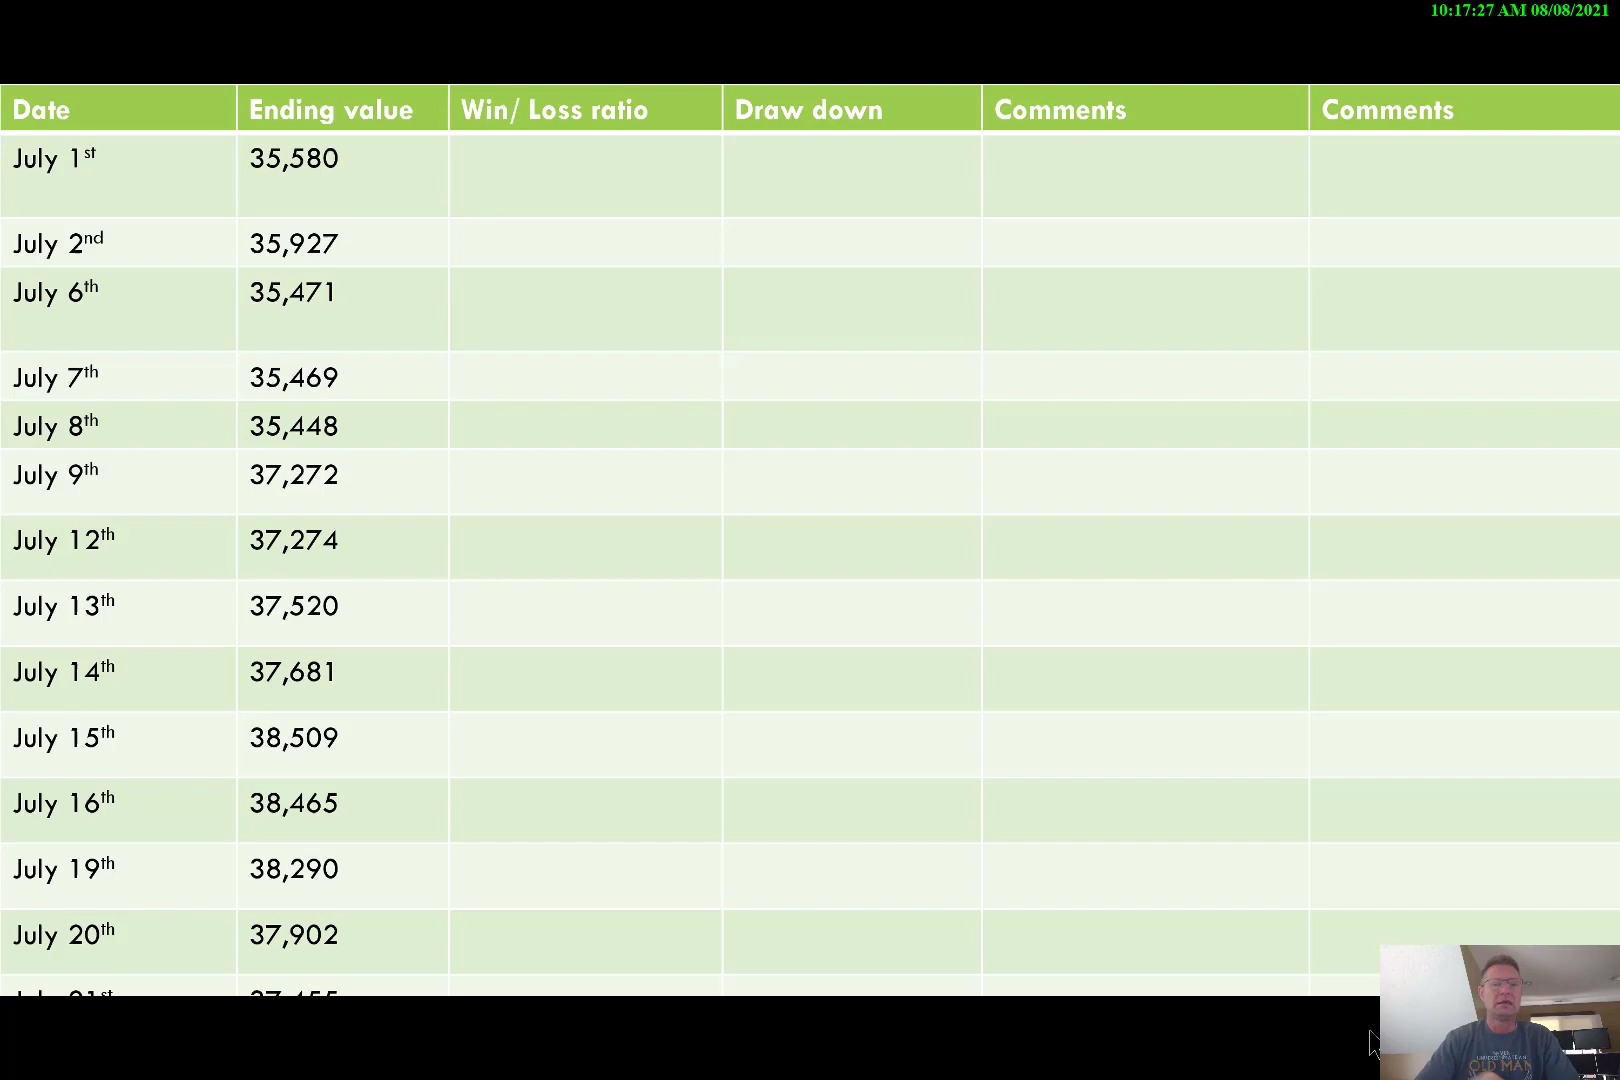 10:17:27 AM 08/08/2021
Date Ending value Win/ Loss ratio Draw down Comments Comments
July 1st 35,580
July 2nd 35,927
July 6th 35,471
July 7th 35,469
July 8th 35,448
July 9th 37,272
July 12th 37,274
July 13th 37,520
July 14th 37,681
July 15th 38,509
July 16th 38,465
July 19th 38,290
July 20th 37,902
OLD MAN